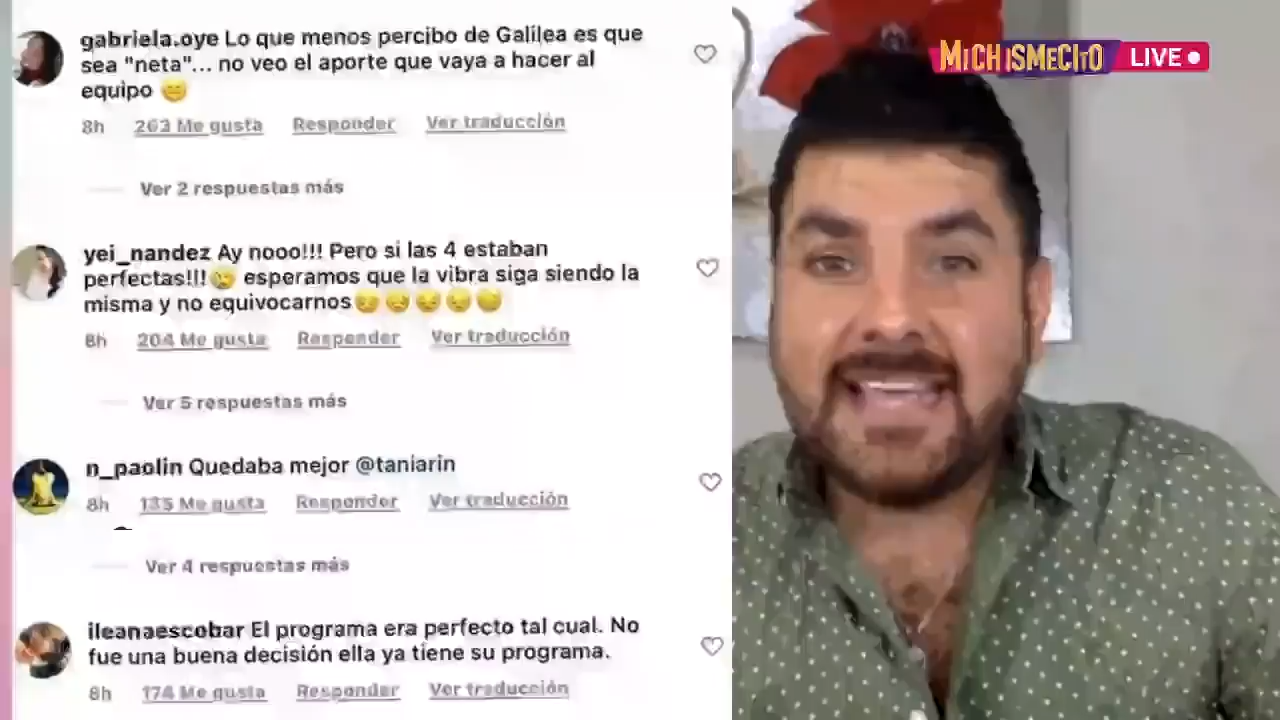 gabriela.oye Lo que menos percibo de Galilea es que
sea "neta"... no veo el aporte que vaya a hacer al
equipo 😑
8h 263 Me gusta Responder Ver traducción
Ver 2 respuestas más
yei_nandez Ay nooo!!! Pero si las 4 estaban
perfectas!!!😢 esperamos que la vibra siga siendo la
misma y no equivocarnos
8h 204 Me gusta Responder Ver traducción
Ver 5 respuestas más
n_paolin Quedaba mejor @taniarin
8h 135 Me gusta Responder Ver traducción
Ver 4 respuestas más
ileanaescobar El programa era perfecto tal cual. No
fue una buena decisión ella ya tiene su programa.
8h 174 Me gusta Responder Ver traducción
MICHISMECITO LIVE